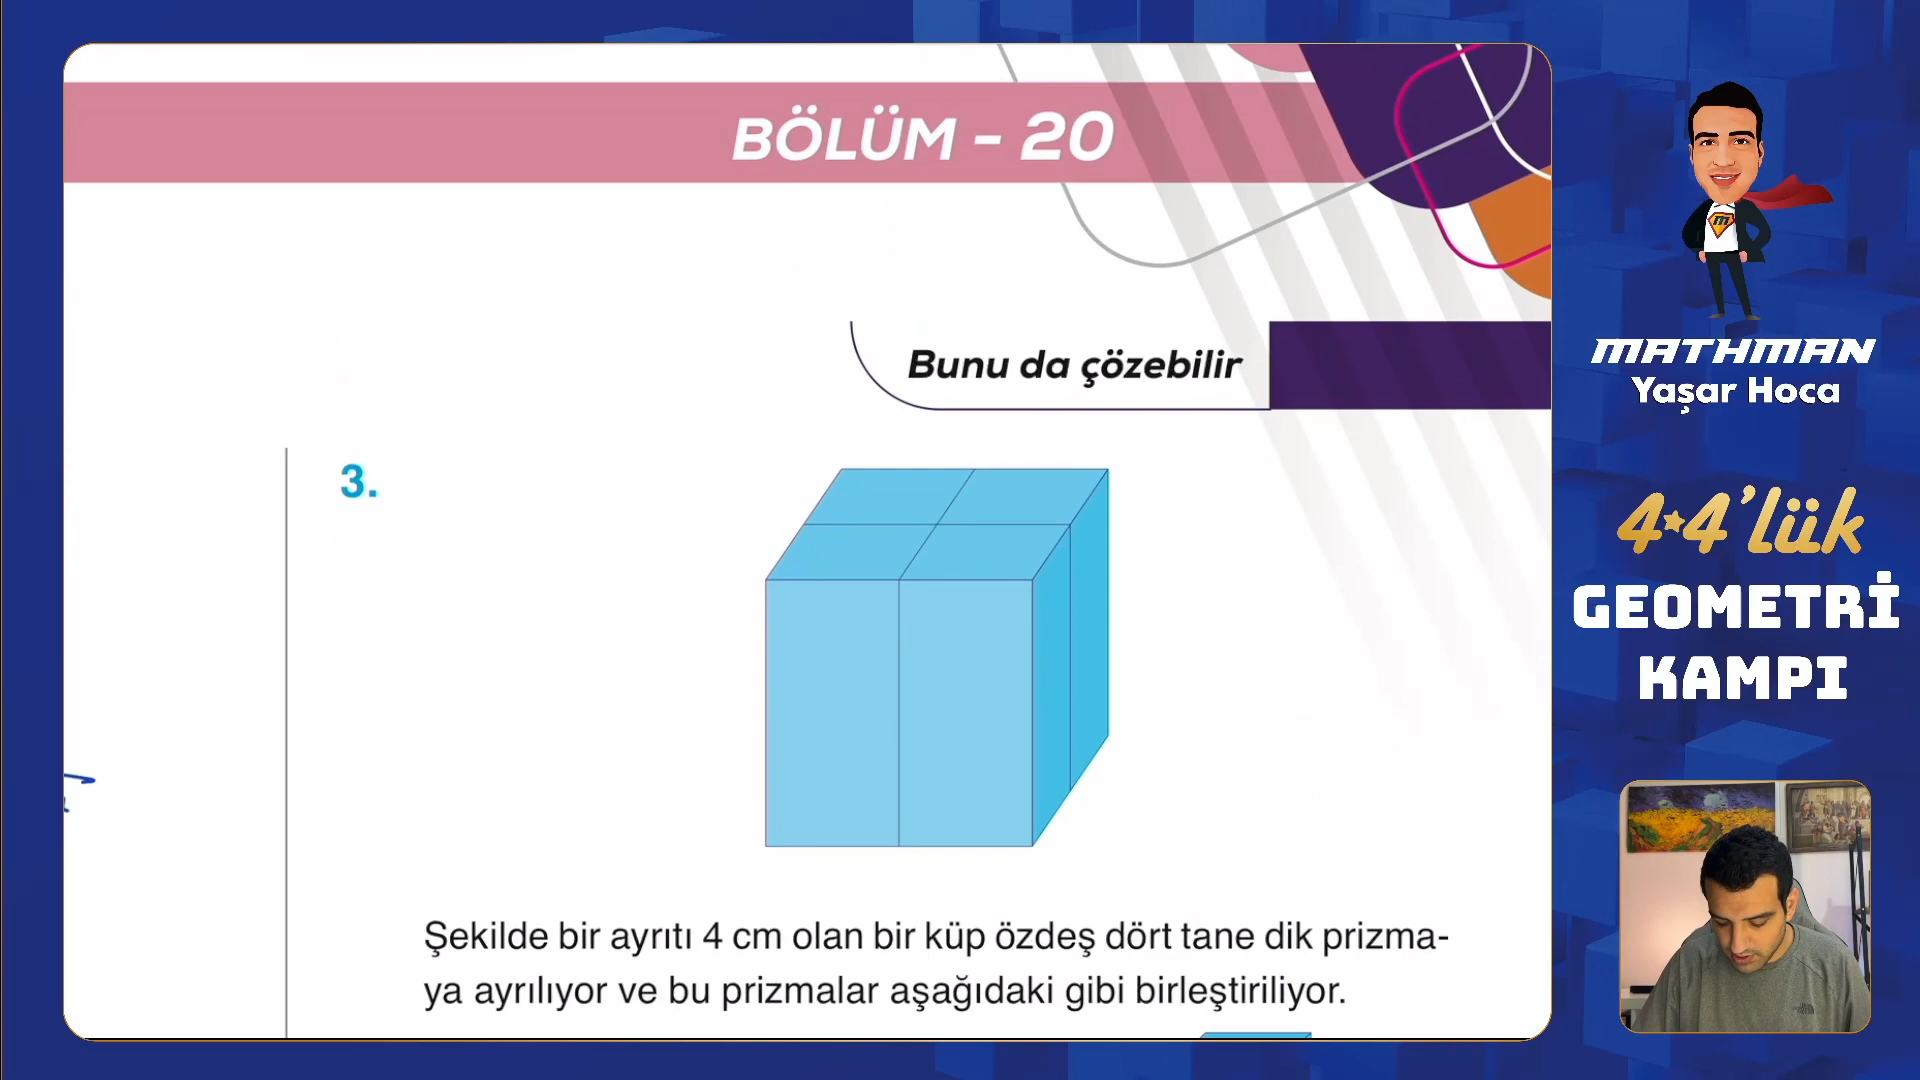 BÖLÜM - 20
Bunu da çözebilir
3.
Şekilde bir ayrıtı 4 cm olan bir küp özdeş dört tane dik prizma-
ya ayrılıyor ve bu prizmalar aşağıdaki gibi birleştiriliyor.
M
MATHMAN
Yaşar Hoca
4★4'lük
GEOMETRİ
KAMPI